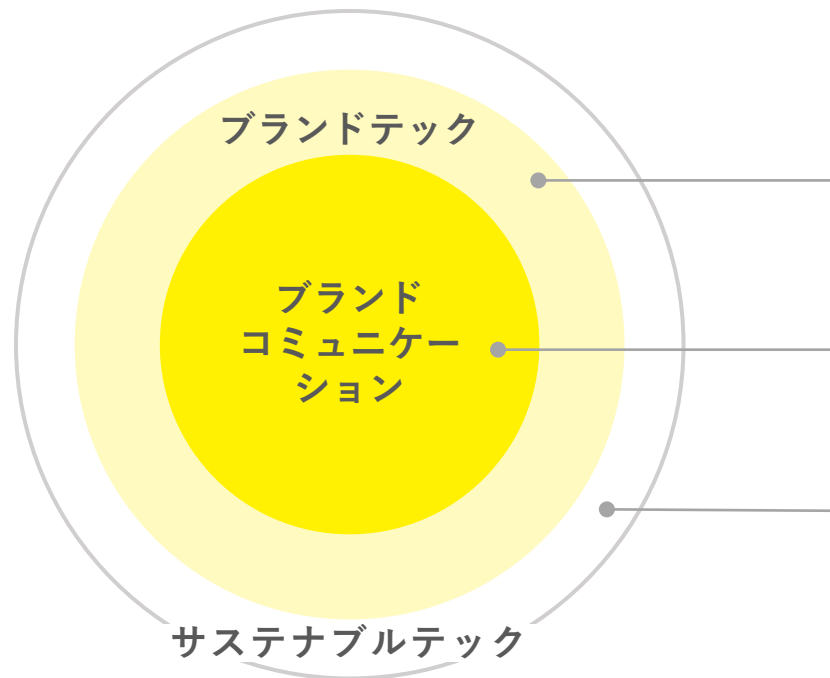 ブランドテック
ブランド
コミュニケー
ション
サステナブルテック